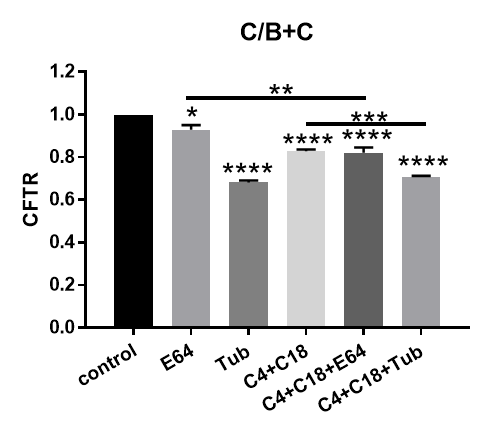 C/B+C
CFTR
1.2
1.0
0.8
0.6
0.4
0.2
0.0
**
***
*
****
****
****
****
control
E64
Tub
C4+C18
C4+C18+E64
C4+C18+Tub